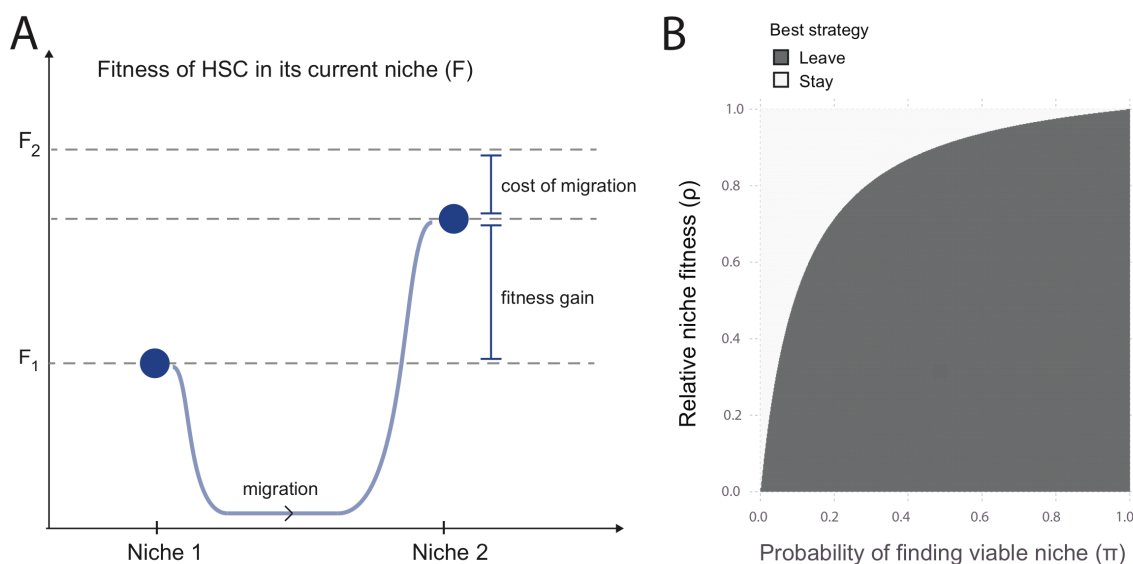 A
Fitness of HSC in its current niche (F)
F2
cost of migration
fitness gain
F1
migration
Niche 1
Niche 2
B
Best strategy
Leave
Stay
Relative niche fitness (ρ)
1.0
0.8
0.6
0.4
0.2
0.0
0.0 0.2 0.4 0.6 0.8 1.0
Probability of finding viable niche (π)